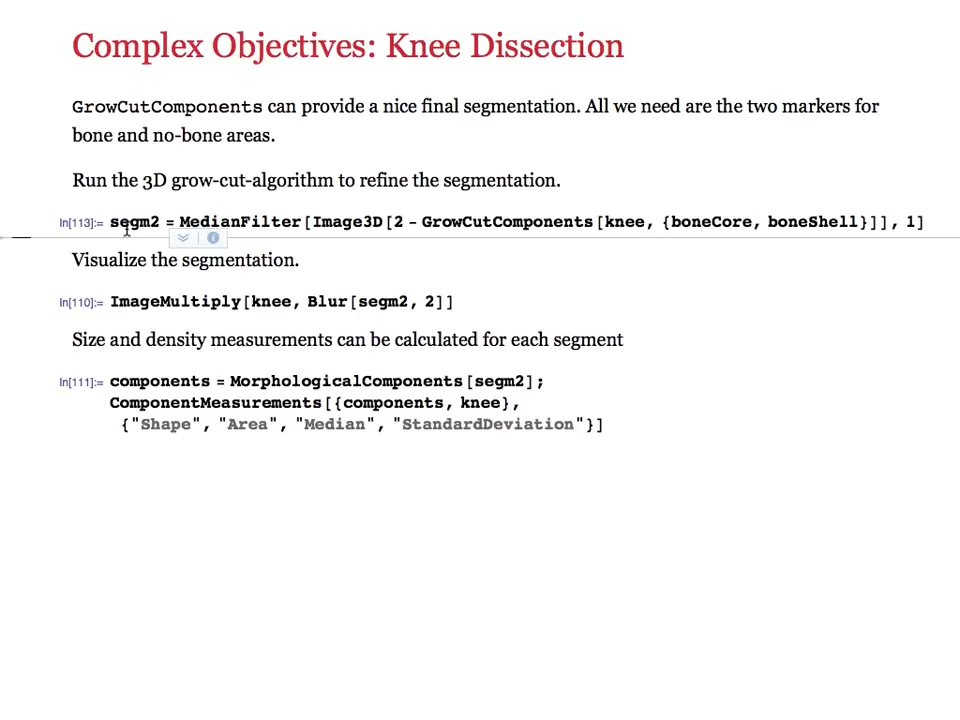 Complex Objectives: Knee Dissection
GrowCutComponents can provide a nice final segmentation. All we need are the two markers for
bone and no-bone areas.
Run the 3D grow-cut-algorithm to refine the segmentation.
In[113]:= segm2 = MedianFilter[Image3D[2 - GrowCutComponents[knee, {boneCore, boneShell}]], 1]
Visualize the segmentation.
In[110]:= ImageMultiply[knee, Blur[segm2, 2]]
Size and density measurements can be calculated for each segment
In[111]:= components = MorphologicalComponents[segm2];
ComponentMeasurements[{components, knee},
{"Shape", "Area", "Median", "StandardDeviation"}]